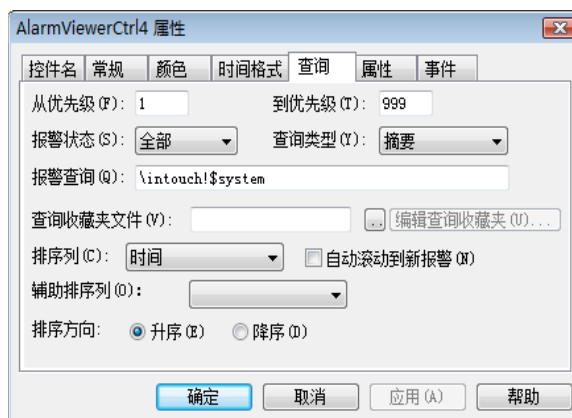 AlarmViewerCtrl4 属性
控件名 常规 颜色 时间格式 查询 属性 事件
从优先级(F): 1 到优先级(T): 999
报警状态(S): 全部 查询类型(Y): 摘要
报警查询(Q): \intouch!$system
查询收藏夹文件(V): .. 编辑查询收藏夹(U)...
排序列(C): 时间 自动滚动到新报警(N)
辅助排序列(O):
排序方向: 升序(E) 降序(D)
确定 取消 应用(A) 帮助